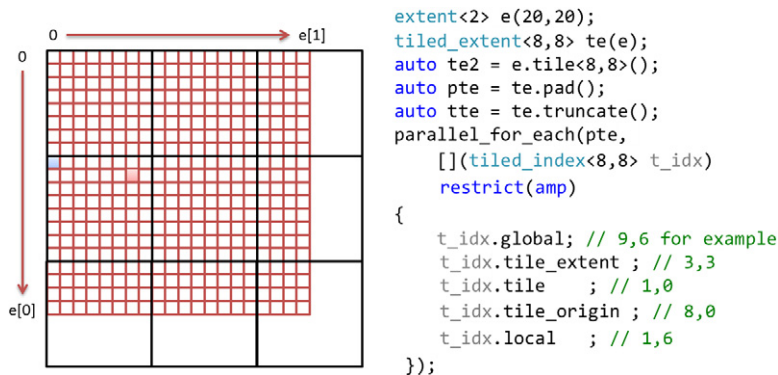 0
e[1]
0
e[0]
extent<2> e(20,20);
tiled_extent<8,8> te(e);
auto te2 = e.tile<8,8>();
auto pte = te.pad();
auto tte = te.truncate();
parallel_for_each(pte,
[](tiled_index<8,8> t_idx)
restrict(amp)
{
t_idx.global; // 9,6 for example
t_idx.tile_extent ; // 3,3
t_idx.tile ; // 1,0
t_idx.tile_origin ; // 8,0
t_idx.local ; // 1,6
});